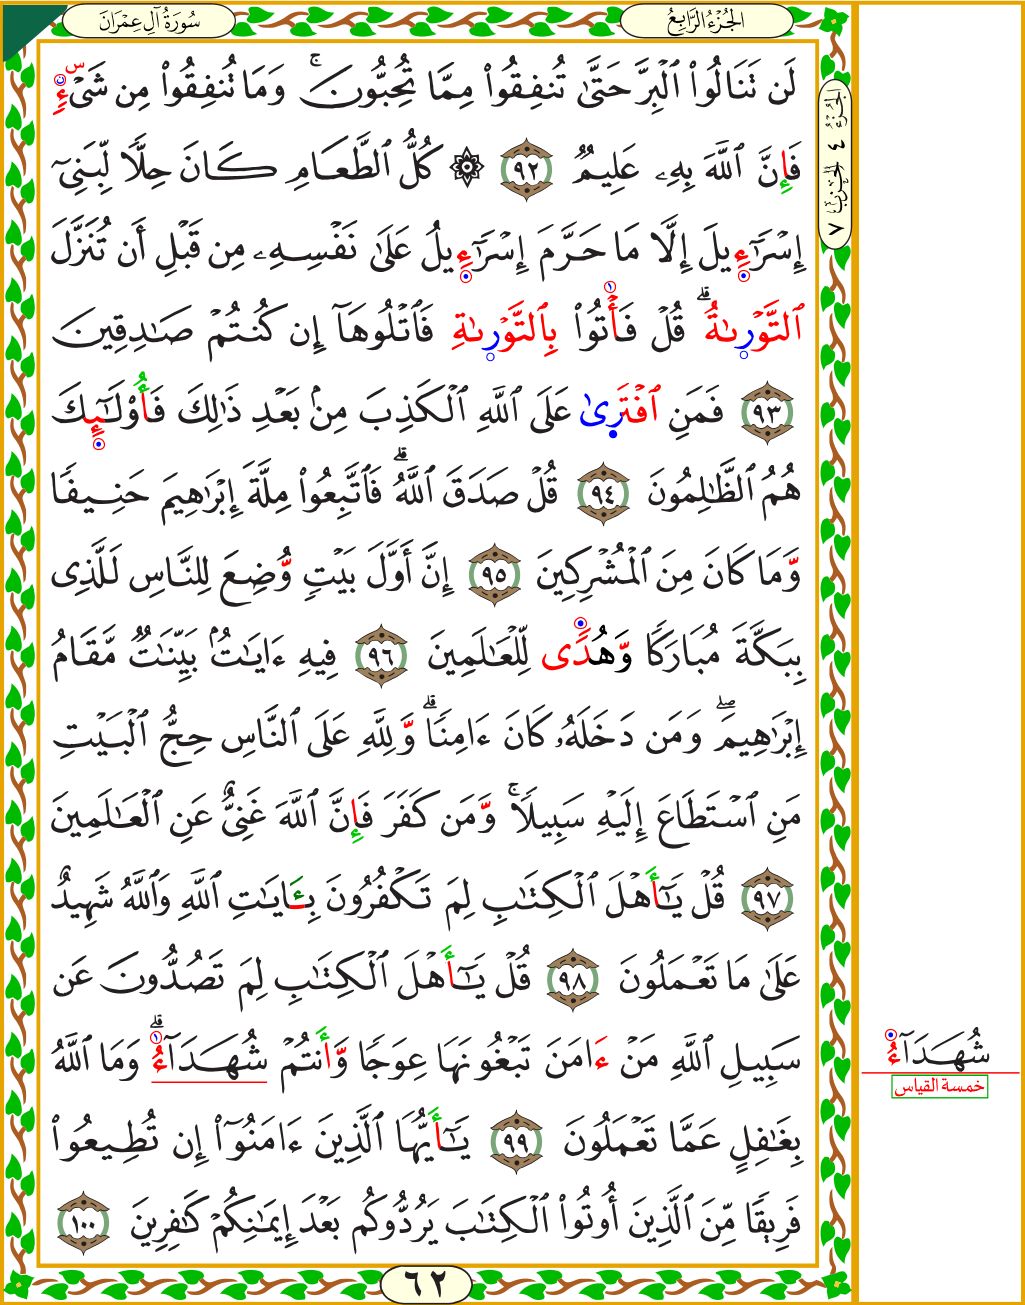 الجُزْءُ الرَّابِعُ
سُورَةُ آلِ عِمْرَانَ
لَن تَنَالُوا۟ ٱلْبِرَّ حَتَّىٰ تُنفِقُوا۟ مِمَّا تُحِبُّونَ ۚ وَمَا تُنفِقُوا۟ مِن شَىْءٍۢ
فَإِنَّ ٱللَّهَ بِهِۦ عَلِيمٌۭ ٩٢ ۞ كُلُّ ٱلطَّعَامِ كَانَ حِلًّۭا لِّبَنِىٓ
إِسْرَٰٓءِيلَ إِلَّا مَا حَرَّمَ إِسْرَٰٓءِيلُ عَلَىٰ نَفْسِهِۦ مِن قَبْلِ أَن تُنَزَّلَ
ٱلتَّوْرَىٰةُ ۗ قُلْ فَأْتُوا۟ بِٱلتَّوْرَىٰةِ فَٱتْلُوهَآ إِن كُنتُمْ صَـٰدِقِينَ
٩٣ فَمَنِ ٱفْتَرَىٰ عَلَى ٱللَّهِ ٱلْكَذِبَ مِنۢ بَعْدِ ذَٰلِكَ فَأُو۟لَـٰٓئِكَ
هُمُ ٱلظَّـٰلِمُونَ ٩٤ قُلْ صَدَقَ ٱللَّهُ ۗ فَٱتَّبِعُوا۟ مِلَّةَ إِبْرَٰهِيمَ حَنِيفًۭا
وَمَا كَانَ مِنَ ٱلْمُشْرِكِينَ ٩٥ إِنَّ أَوَّلَ بَيْتٍۢ وُضِعَ لِلنَّاسِ لَلَّذِى
بِبَكَّةَ مُبَارَكًۭا وَّهُدًۭى لِّلْعَـٰلَمِينَ ٩٦ فِيهِ ءَايَـٰتٌۢ بَيِّنَـٰتٌۭ مَّقَامُ
إِبْرَٰهِيمَ ۖ وَمَن دَخَلَهُۥ كَانَ ءَامِنًۭا ۗ وَّلِلَّهِ عَلَى ٱلنَّاسِ حِجُّ ٱلْبَيْتِ
مَنِ ٱسْتَطَاعَ إِلَيْهِ سَبِيلًۭا ۚ وَّمَن كَفَرَ فَإِنَّ ٱللَّهَ غَنِىٌّ عَنِ ٱلْعَـٰلَمِينَ
٩٧ قُلْ يَـٰٓأَهْلَ ٱلْكِتَـٰبِ لِمَ تَكْفُرُونَ بِـَٔايَـٰتِ ٱللَّهِ وَٱللَّهُ شَهِيدٌ
عَلَىٰ مَا تَعْمَلُونَ ٩٨ قُلْ يَـٰٓأَهْلَ ٱلْكِتَـٰبِ لِمَ تَصُدُّونَ عَن
سَبِيلِ ٱللَّهِ مَنْ ءَامَنَ تَبْغُونَهَا عِوَجًۭا وَّأَنتُمْ شُهَدَآءُ ۗ وَمَا ٱللَّهُ
بِغَـٰفِلٍ عَمَّا تَعْمَلُونَ ٩٩ يَـٰٓأَيُّهَا ٱلَّذِينَ ءَامَنُوٓا۟ إِن تُطِيعُوا۟
فَرِيقًۭا مِّنَ ٱلَّذِينَ أُوتُوا۟ ٱلْكِتَـٰبَ يَرُدُّوكُم بَعْدَ إِيمَـٰنِكُمْ كَـٰفِرِينَ ١٠٠
٦٢
الجُزْءُ ٤ الحِزْبُ ٧
شُهَدَآءُ
خمسة القياس